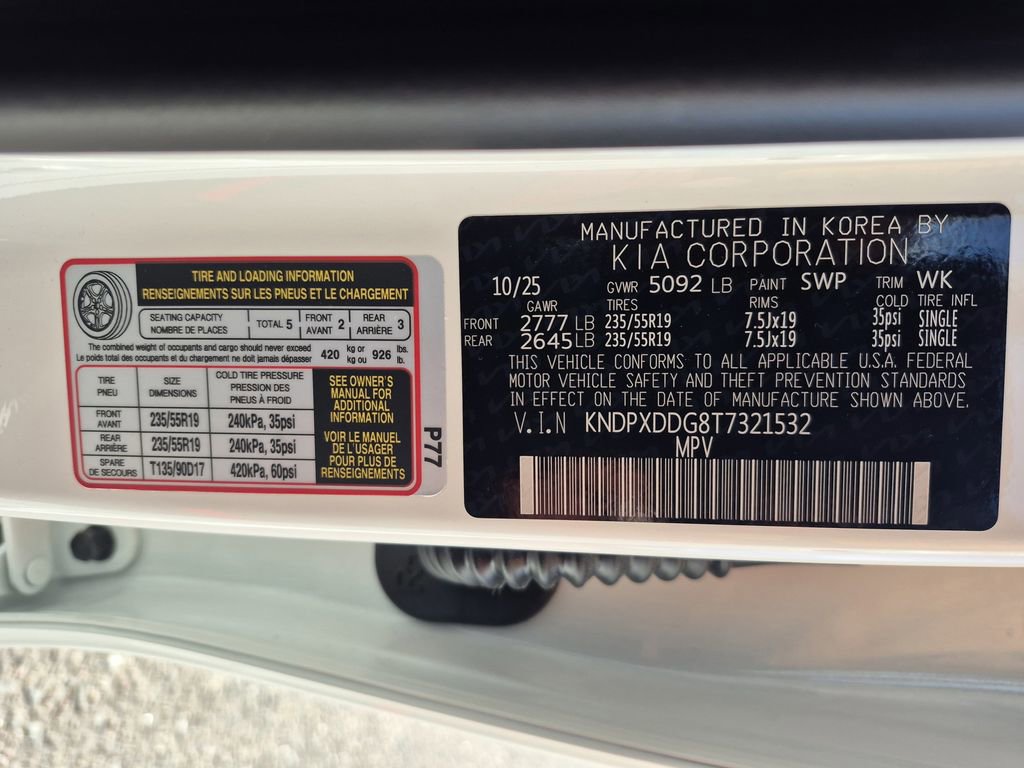 TIRE AND LOADING INFORMATION
RENSEIGNEMENTS SUR LES PNEUS ET LE CHARGEMENT
SEATING CAPACITY
NOMBRE DE PLACES
TOTAL 5
FRONT
AVANT 2
REAR
ARRIÈRE 3
The combined weight of occupants and cargo should never exceed
Le poids total des occupants et du chargement ne doit jamais dépasser
420 kg or
kg ou 926 lbs.
lb.
TIRE
PNEU
SIZE
DIMENSIONS
COLD TIRE PRESSURE
PRESSION DES
PNEUS À FROID
FRONT
AVANT
235/55R19
240kPa, 35psi
REAR
ARRIÈRE
235/55R19
240kPa, 35psi
SPARE
DE SECOURS
T135/90D17
420kPa, 60psi
SEE OWNER'S
MANUAL FOR
ADDITIONAL
INFORMATION
VOIR LE MANUEL
DE L'USAGER
POUR PLUS DE
RENSEIGNEMENTS
P77
MANUFACTURED IN KOREA BY
KIA CORPORATION
10/25 GVWR 5092 LB PAINT SWP TRIM WK
GAWR TIRES RIMS COLD TIRE INFL
FRONT 2777 LB 235/55R19 7.5Jx19 35psi SINGLE
REAR 2645 LB 235/55R19 7.5Jx19 35psi SINGLE
THIS VEHICLE CONFORMS TO ALL APPLICABLE U.S.A. FEDERAL
MOTOR VEHICLE SAFETY AND THEFT PREVENTION STANDARDS
IN EFFECT ON THE DATE OF MANUFACTURE SHOWN ABOVE.
V.I.N KNDPXDDG8T7321532
MPV